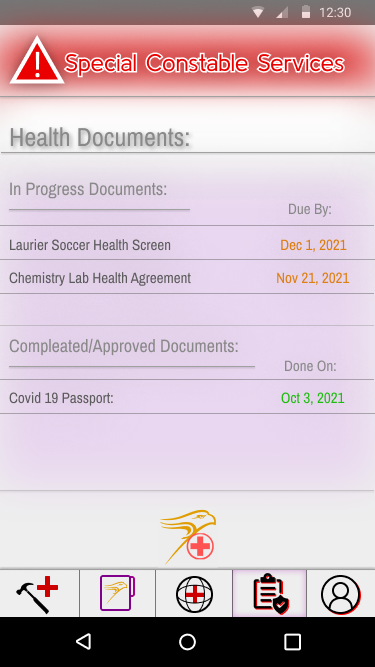 12:30
Special Constable Services
Health Documents:
In Progress Documents:
Due By:
Laurier Soccer Health Screen Dec 1, 2021
Chemistry Lab Health Agreement Nov 21, 2021
Compleated/Approved Documents:
Done On:
Covid 19 Passport: Oct 3, 2021